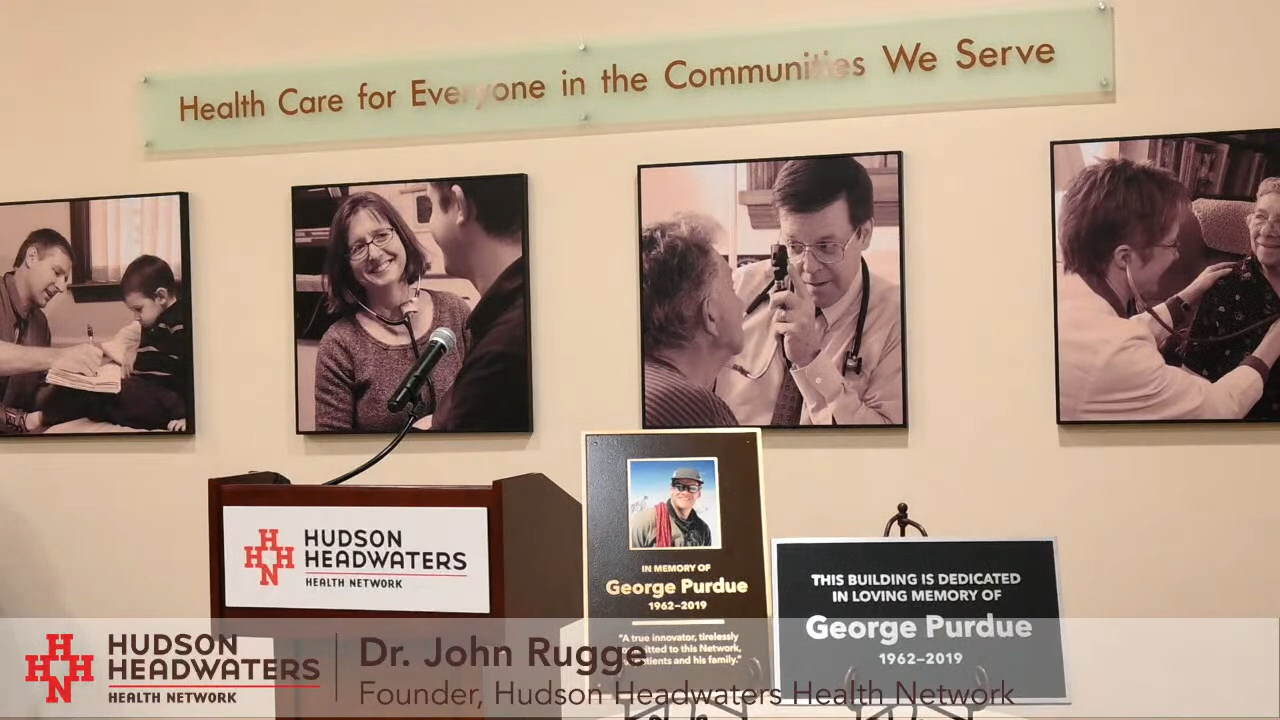 Health Care for Everyone in the Communities We Serve
HUDSON
HEADWATERS
HEALTH NETWORK
IN MEMORY OF
George Purdue
1962–2019
"A true innovator, tirelessly
to this Network,
and his family."
THIS BUILDING IS DEDICATED
IN LOVING MEMORY OF
George Purdue
1962–2019
HHHN
HUDSON
HEADWATERS
HEALTH NETWORK
Dr. John Rugge
Founder, Hudson Headwaters Health Network